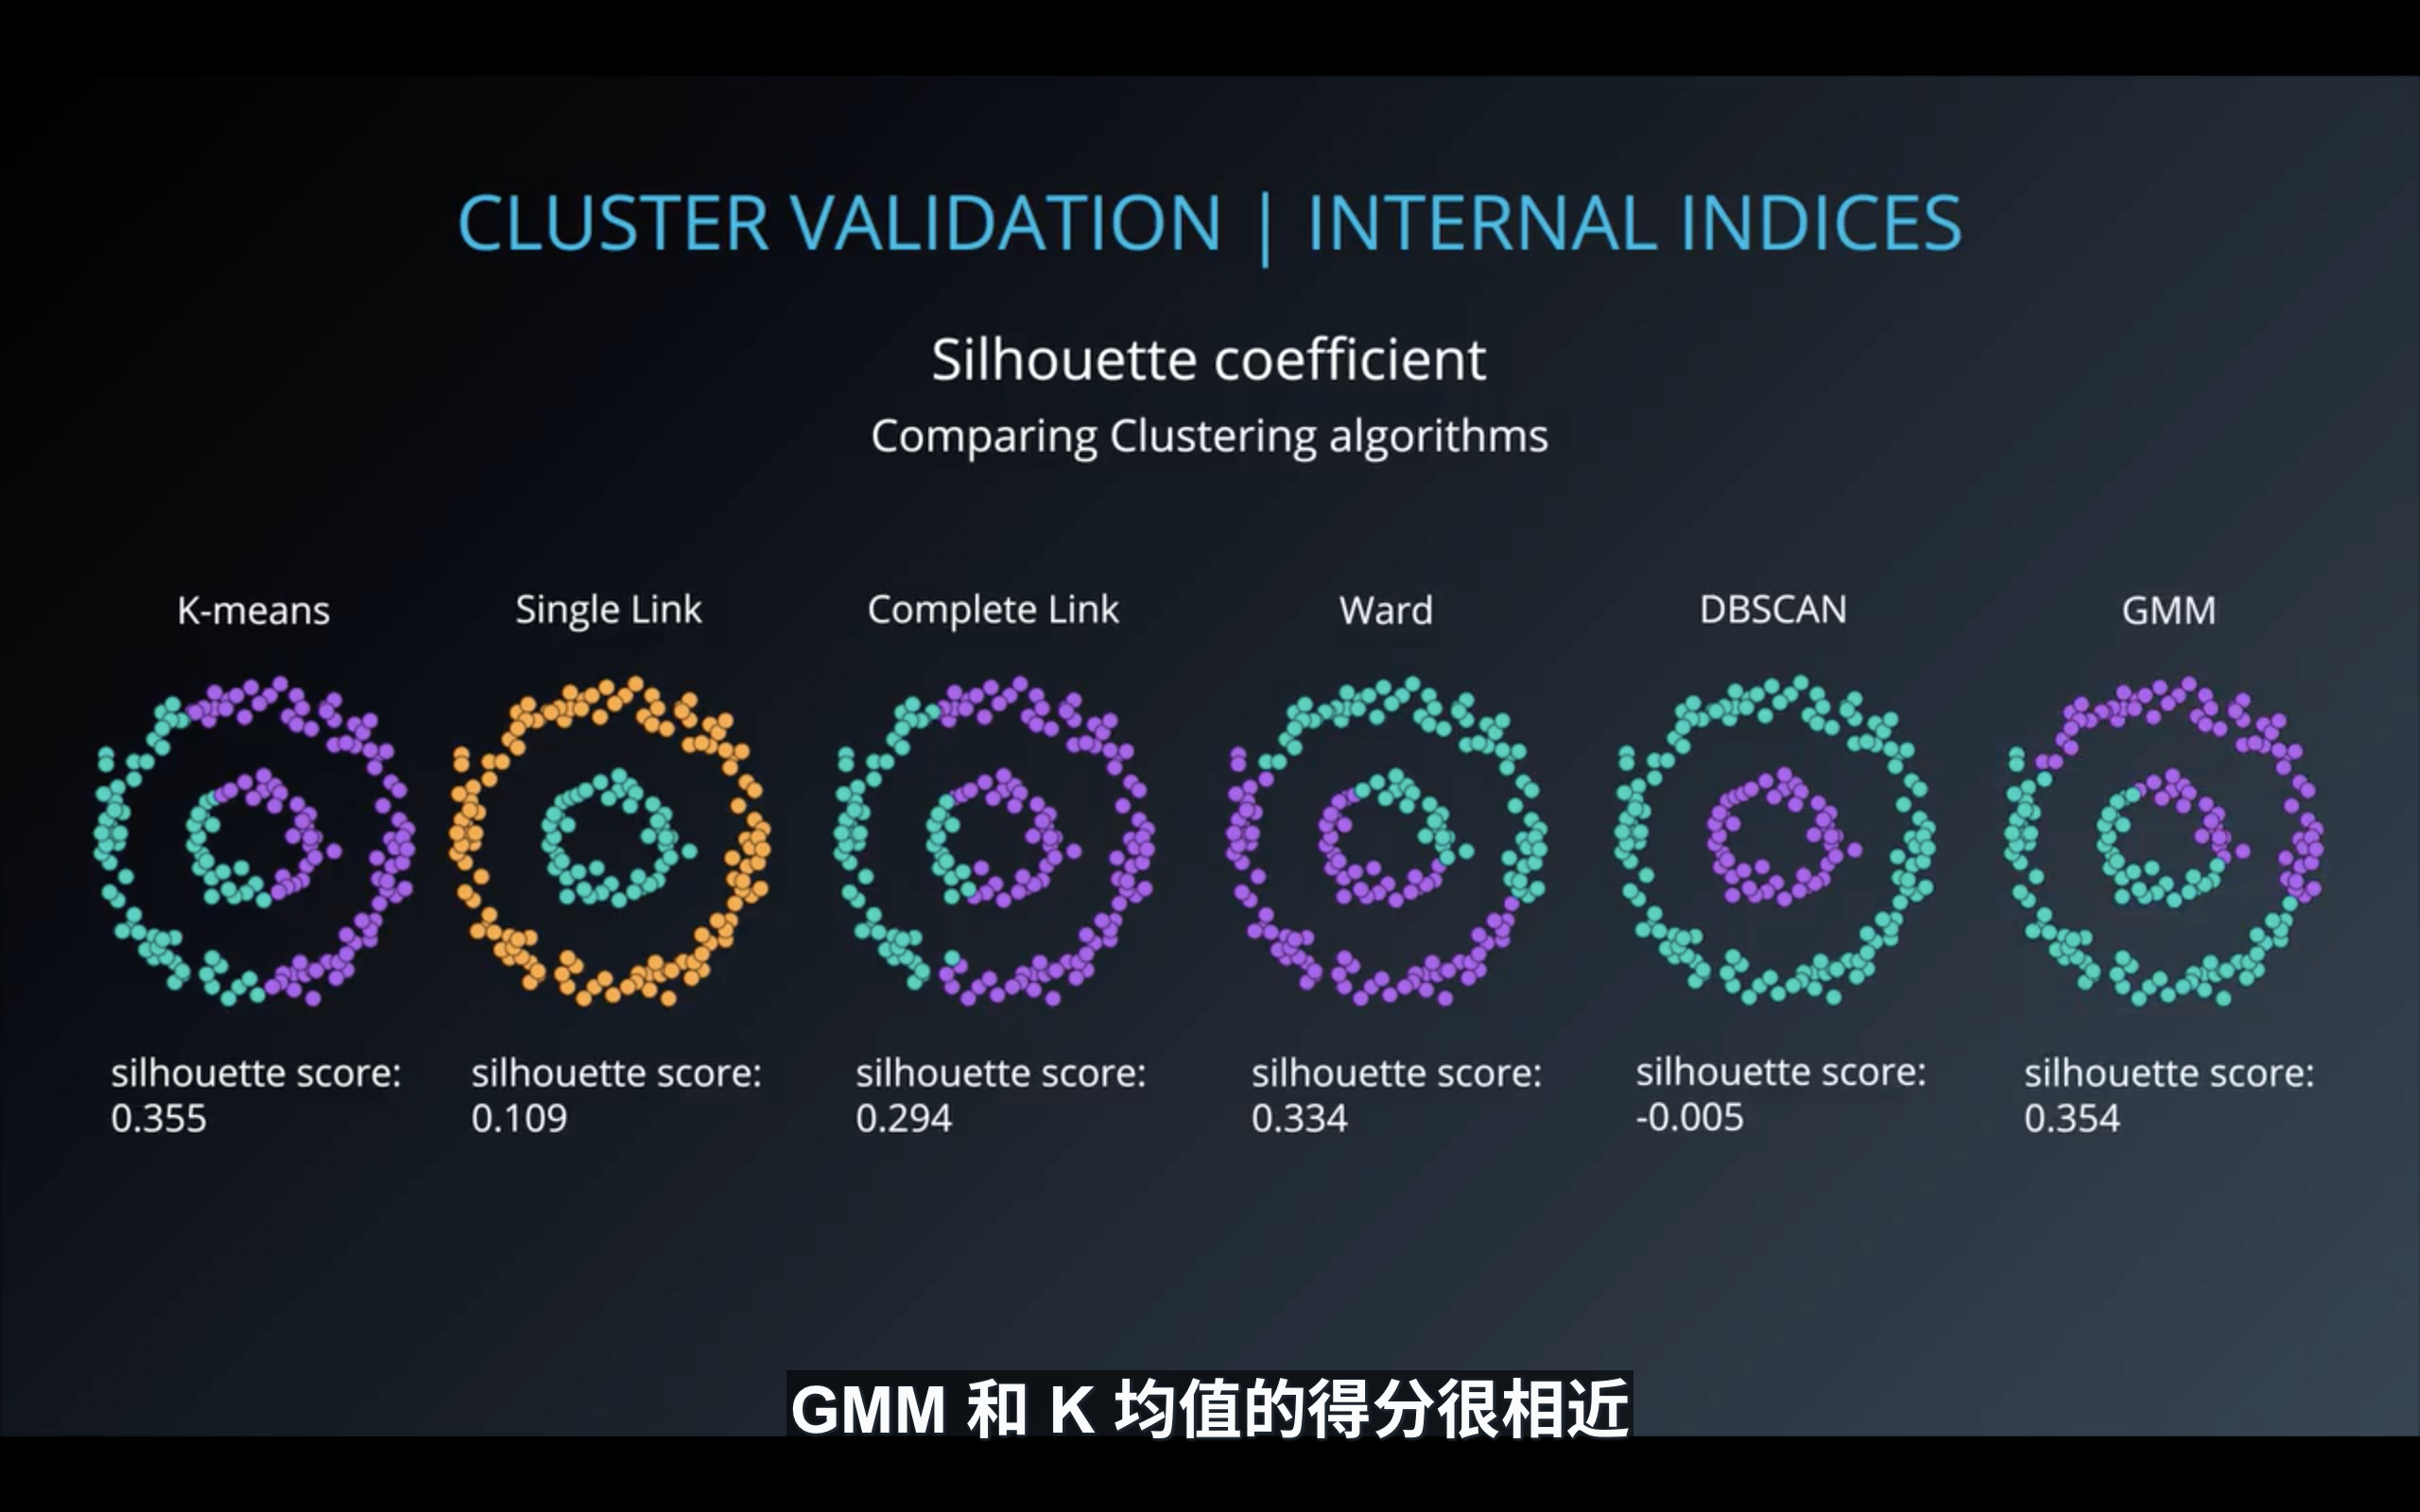 CLUSTER VALIDATION | INTERNAL INDICES
Silhouette coefficient
Comparing Clustering algorithms
K-means
Single Link
Complete Link
Ward
DBSCAN
GMM
silhouette score:
0.355
silhouette score:
0.109
silhouette score:
0.294
silhouette score:
0.334
silhouette score:
-0.005
silhouette score:
0.354
GMM 和 K 均值的得分很相近